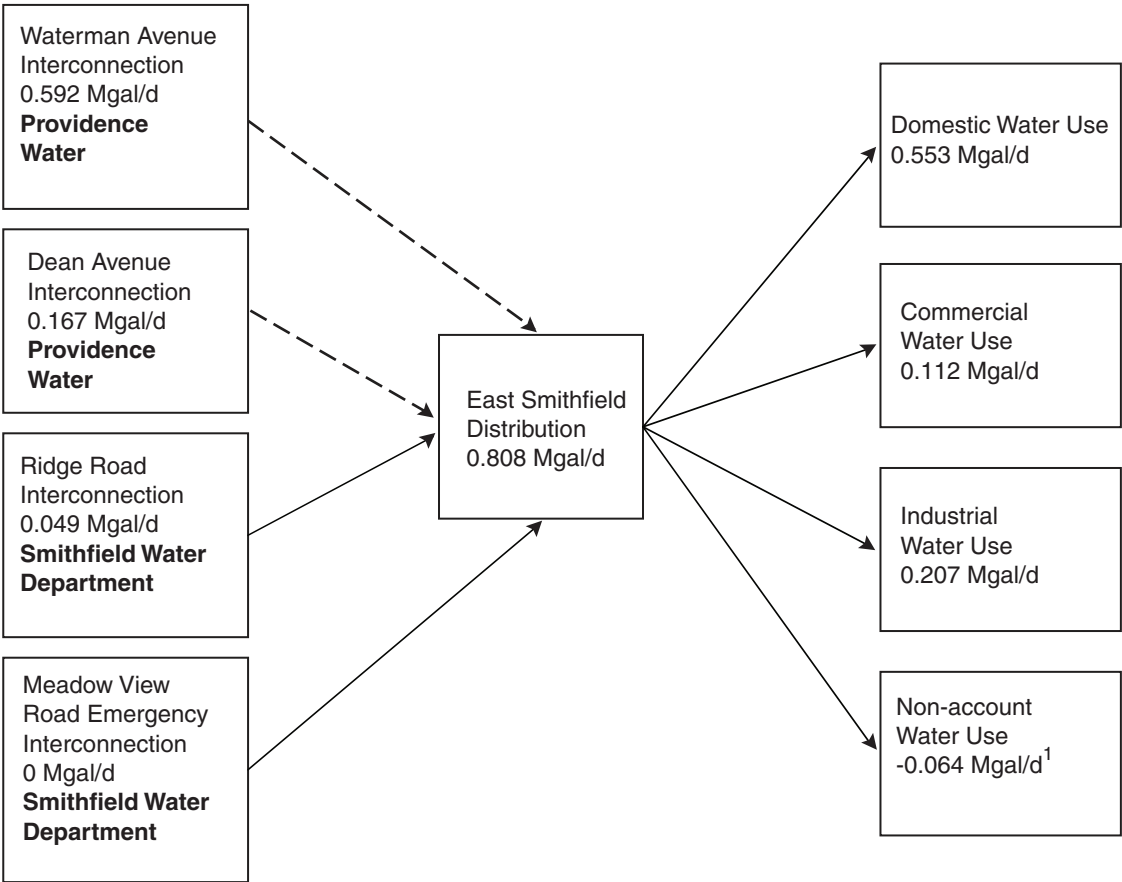 Waterman Avenue
Interconnection
0.592 Mgal/d
Providence
Water
Dean Avenue
Interconnection
0.167 Mgal/d
Providence
Water
Ridge Road
Interconnection
0.049 Mgal/d
Smithfield Water
Department
Meadow View
Road Emergency
Interconnection
0 Mgal/d
Smithfield Water
Department
East Smithfield
Distribution
0.808 Mgal/d
Domestic Water Use
0.553 Mgal/d
Commercial
Water Use
0.112 Mgal/d
Industrial
Water Use
0.207 Mgal/d
Non-account
Water Use
-0.064 Mgal/d¹